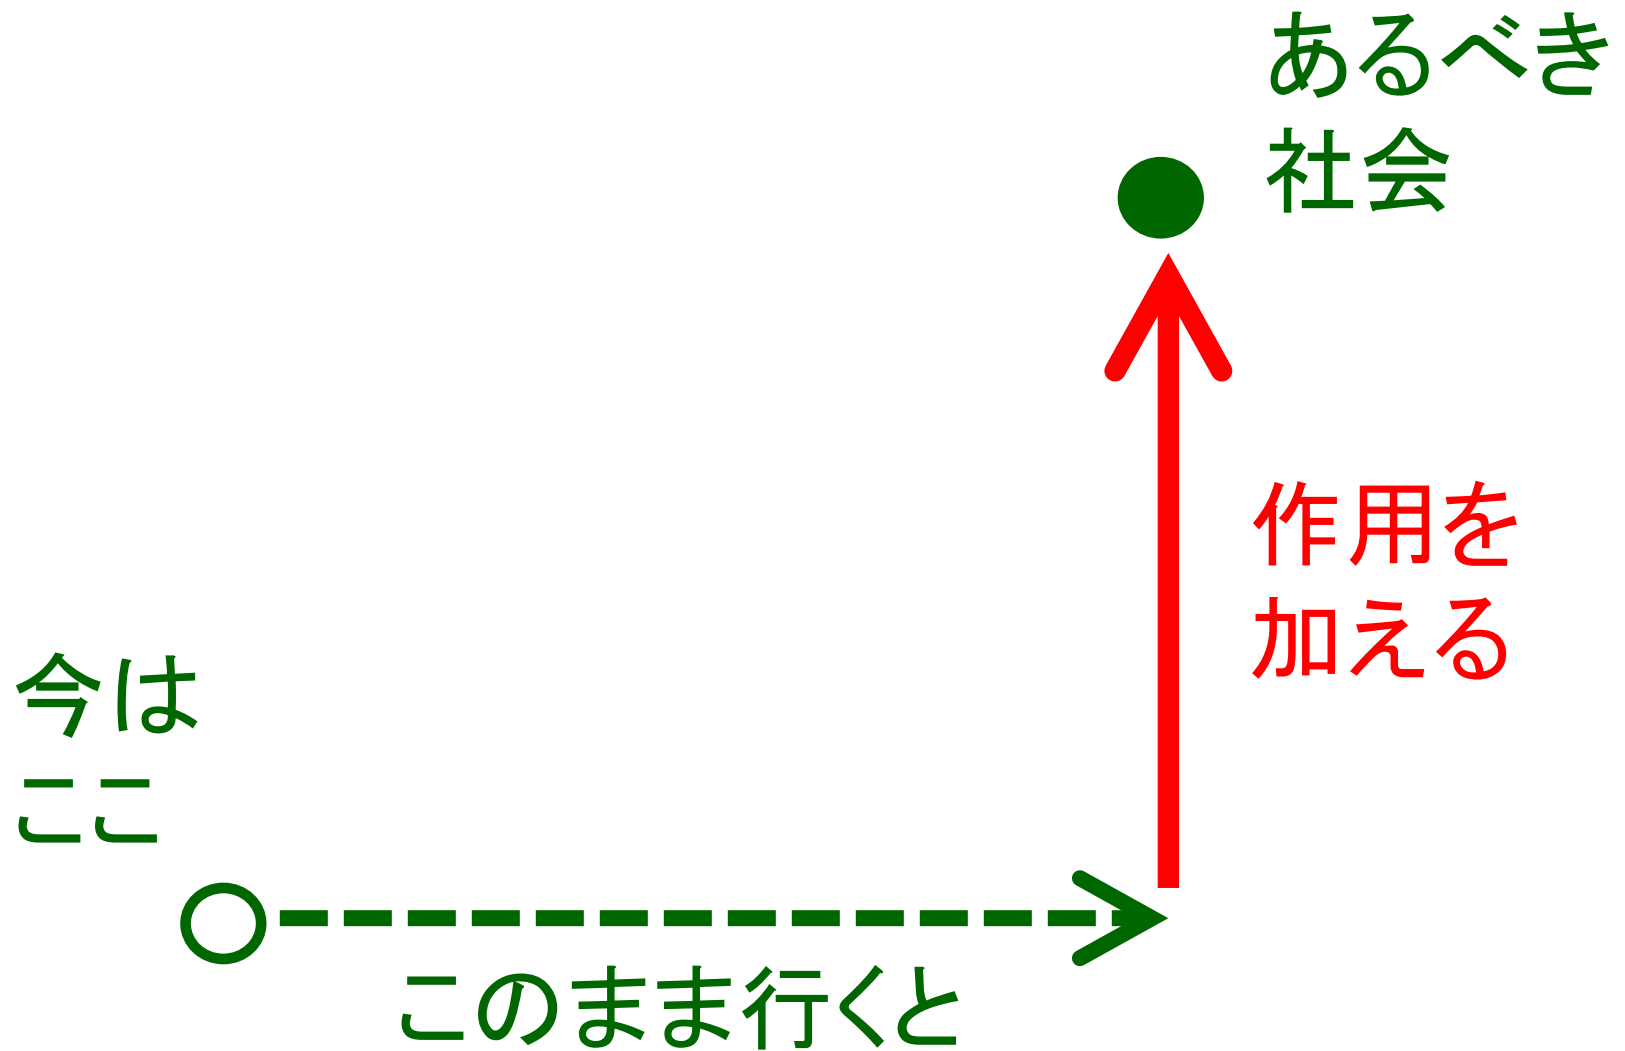 あるべき
社会
作用を
加える
今は
ここ
このまま行くと